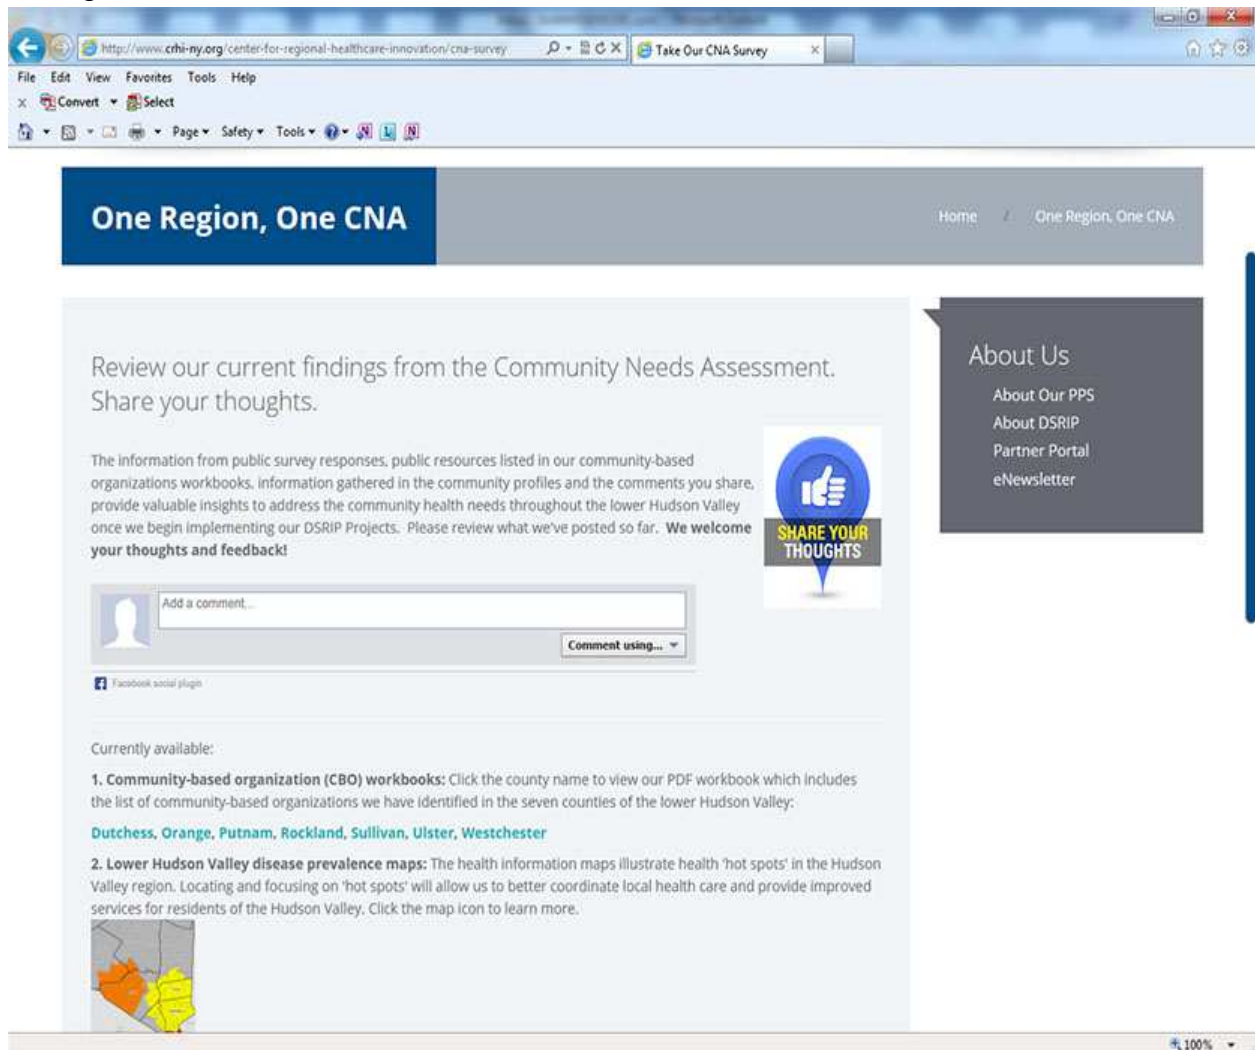 http://www.crhi-ny.org/center-for-regional-healthcare-innovation/cna-survey
Take Our CNA Survey
File Edit View Favorites Tools Help
x Convert Select
Page Safety Tools
One Region, One CNA
Home / One Region, One CNA
Review our current findings from the Community Needs Assessment.
Share your thoughts.
The information from public survey responses, public resources listed in our community-based
organizations workbooks, information gathered in the community profiles and the comments you share,
provide valuable insights to address the community health needs throughout the lower Hudson Valley
once we begin implementing our DSRIP Projects. Please review what we've posted so far. We welcome
your thoughts and feedback!
SHARE YOUR
THOUGHTS
Add a comment...
Comment using...
Facebook social plugin
Currently available:
1. Community-based organization (CBO) workbooks: Click the county name to view our PDF workbook which includes
the list of community-based organizations we have identified in the seven counties of the lower Hudson Valley:
Dutchess, Orange, Putnam, Rockland, Sullivan, Ulster, Westchester
2. Lower Hudson Valley disease prevalence maps: The health information maps illustrate health 'hot spots' in the Hudson
Valley region. Locating and focusing on 'hot spots' will allow us to better coordinate local health care and provide improved
services for residents of the Hudson Valley. Click the map icon to learn more.
About Us
About Our PPS
About DSRIP
Partner Portal
eNewsletter
100%